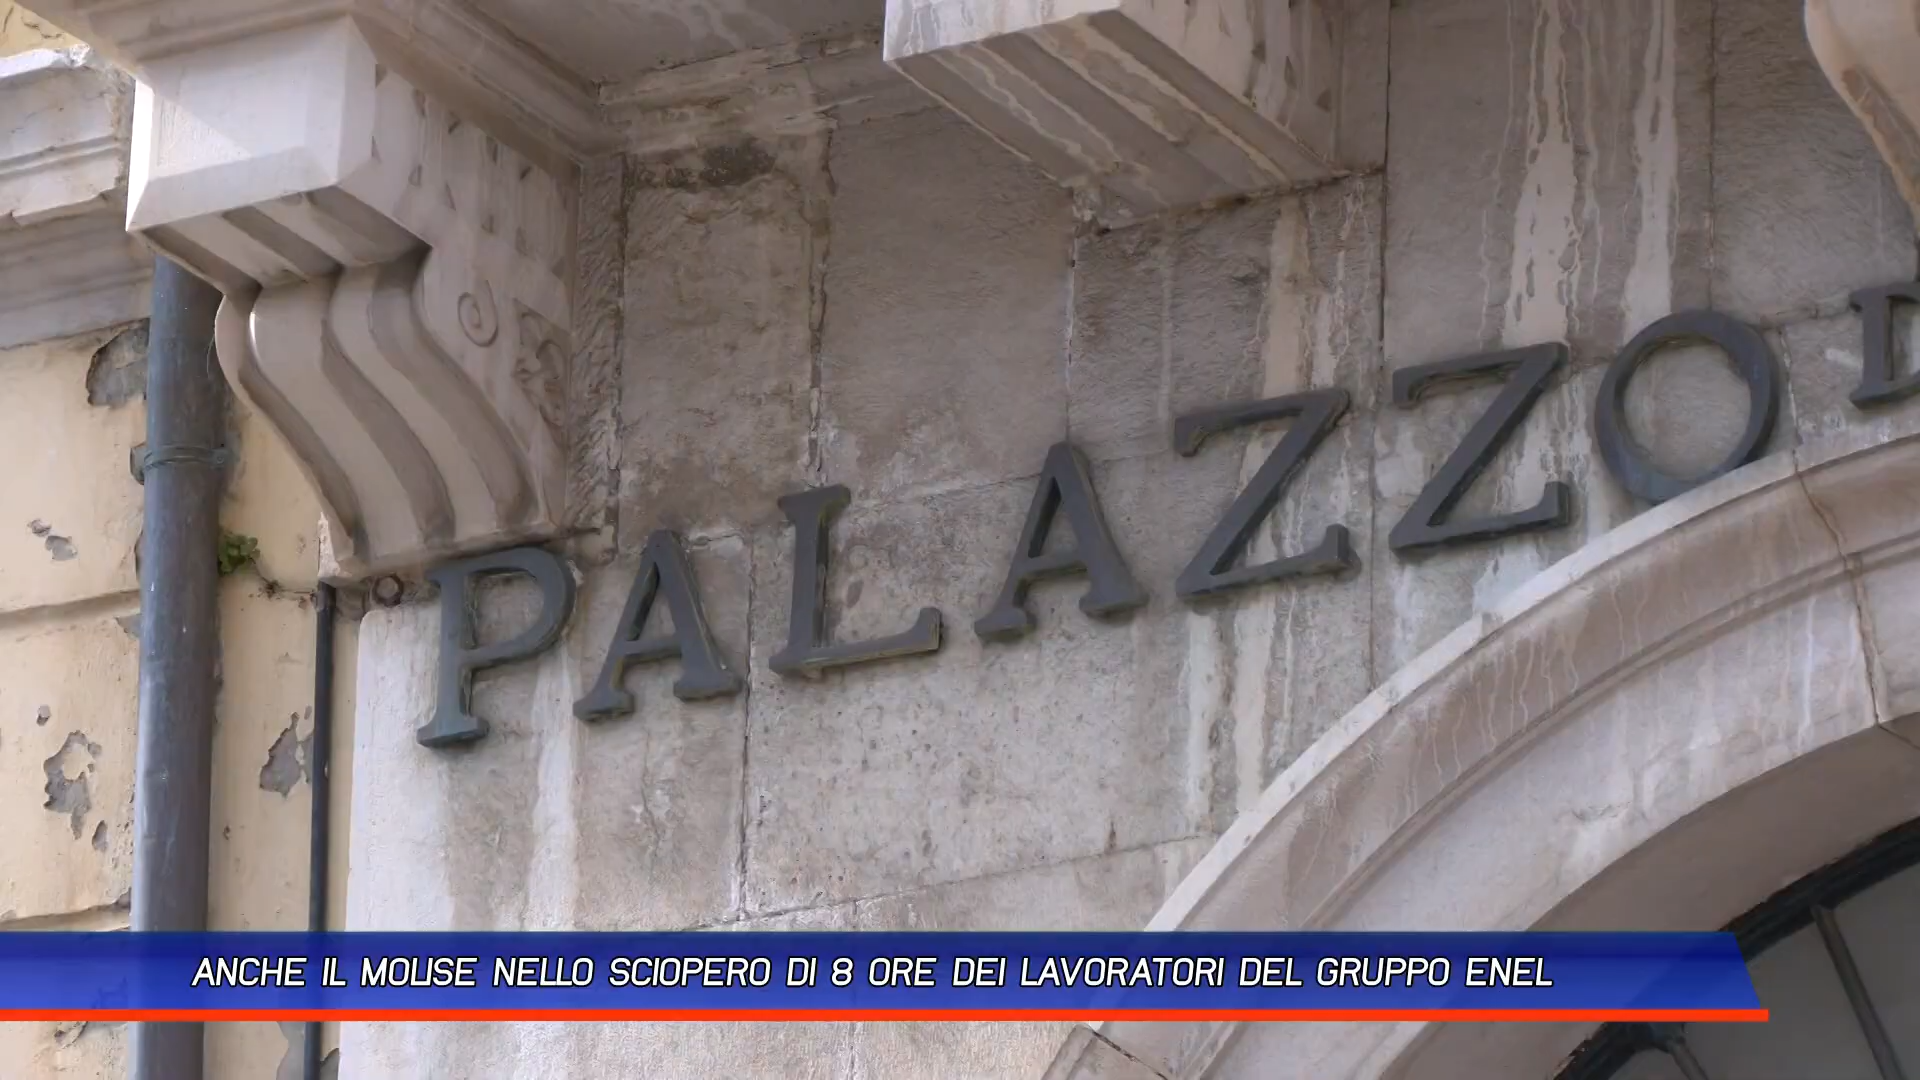 PALAZZO D
ANCHE IL MOLISE NELLO SCIOPERO DI 8 ORE DEI LAVORATORI DEL GRUPPO ENEL